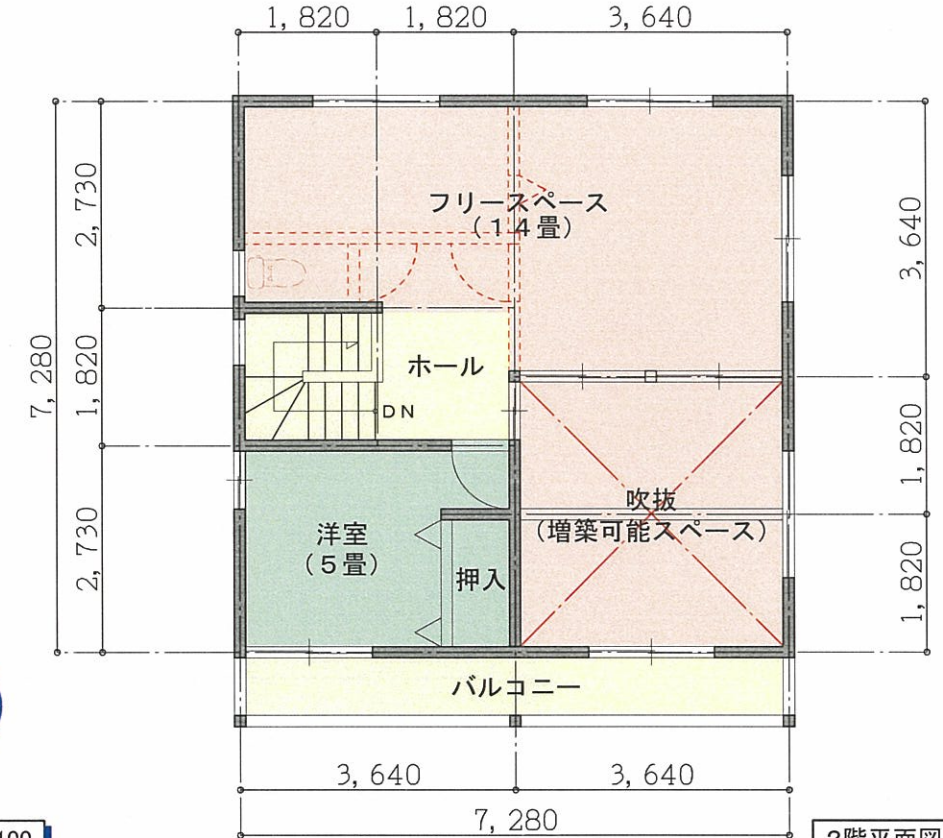 1,820
1,820
3,640
2,730
3,640
フリースペース
(14畳)
7,280
1,820
ホール
DN
1,820
吹抜
(増築可能スペース)
洋室
(5畳)
押入
2,730
1,820
バルコニー
3,640
3,640
7,280
100
2階平面図